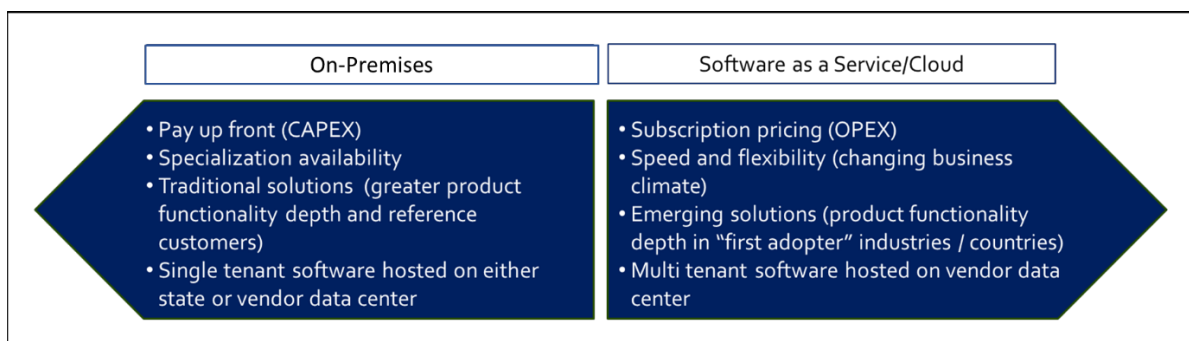 On-Premises
• Pay up front (CAPEX)
• Specialization availability
• Traditional solutions (greater product
functionality depth and reference
customers)
• Single tenant software hosted on either
state or vendor data center
Software as a Service/Cloud
• Subscription pricing (OPEX)
• Speed and flexibility (changing business
climate)
• Emerging solutions (product functionality
depth in “first adopter” industries / countries)
• Multi tenant software hosted on vendor data
center